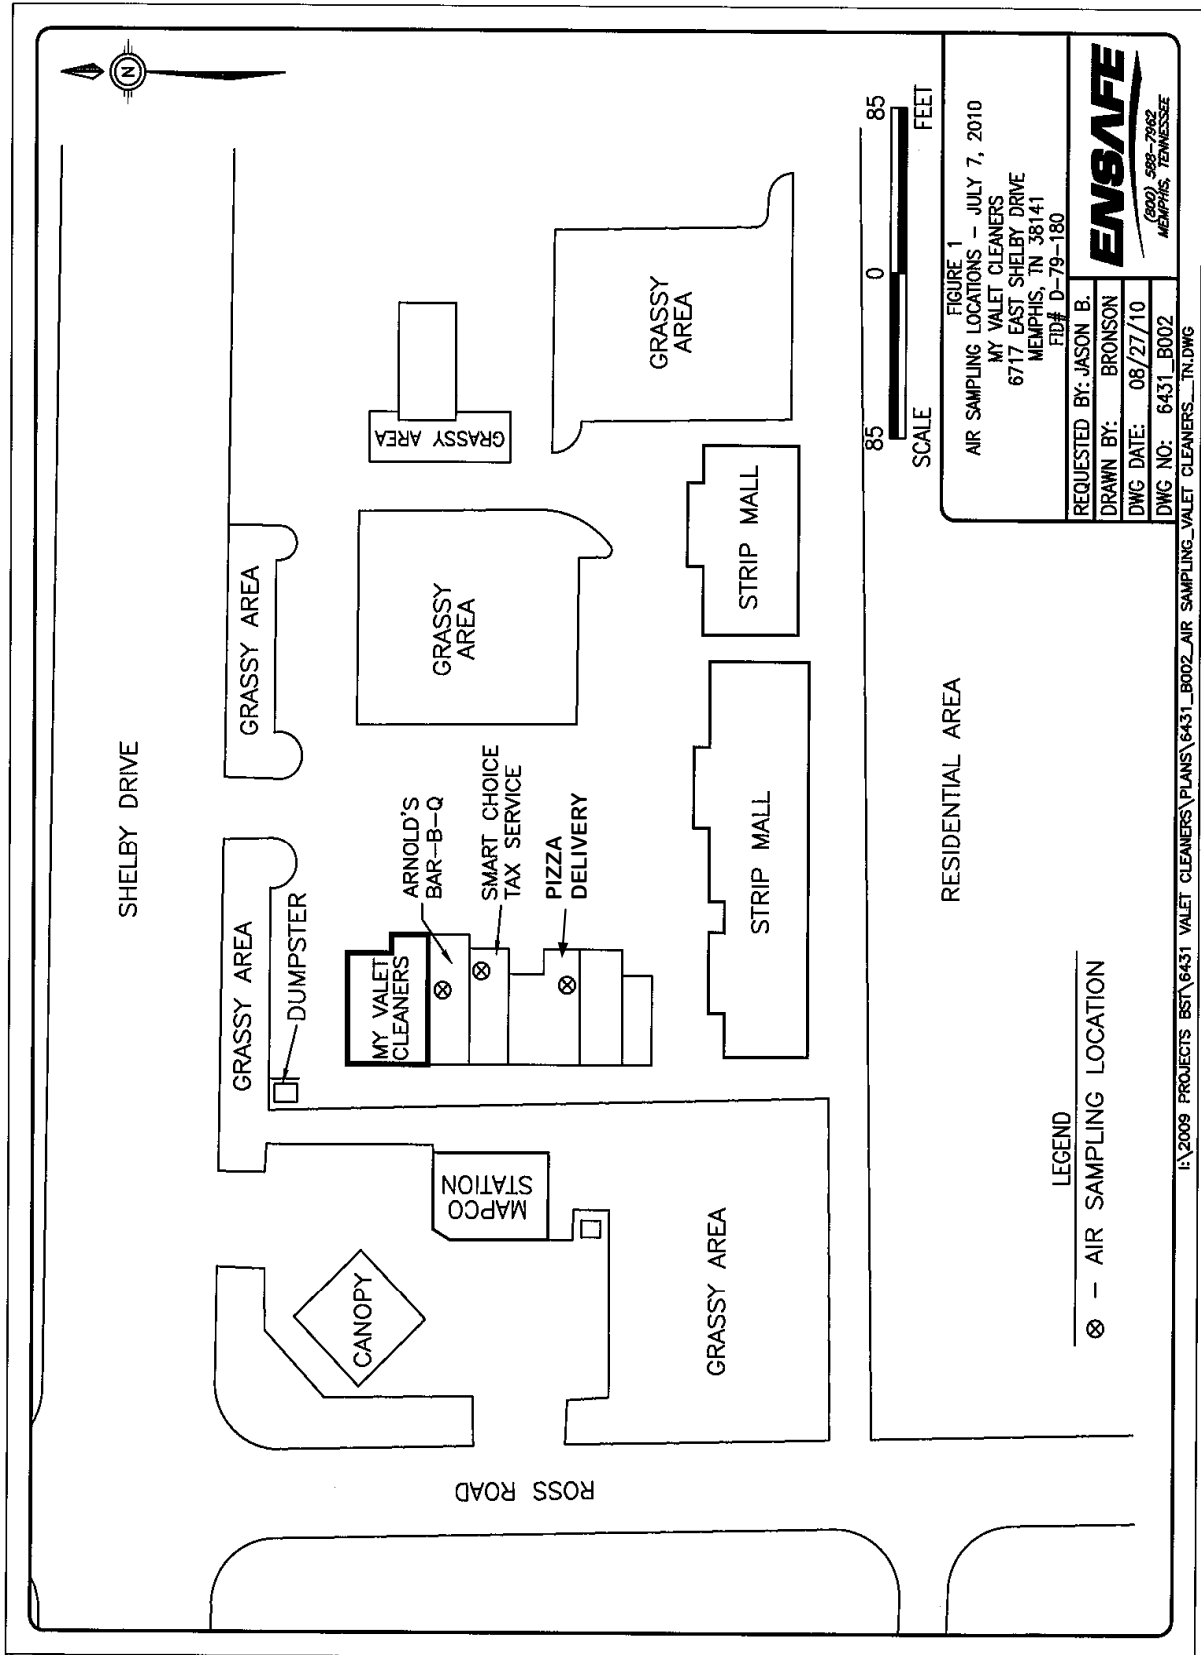 N
SHELBY DRIVE
GRASSY AREA
GRASSY AREA
DUMPSTER
MY VALET
CLEANERS
ARNOLD'S
BAR-B-Q
SMART CHOICE
TAX SERVICE
PIZZA
DELIVERY
GRASSY
AREA
GRASSY AREA
GRASSY
AREA
CANOPY
MAPCO
STATION
GRASSY AREA
ROSS ROAD
STRIP MALL
STRIP MALL
RESIDENTIAL AREA
LEGEND
⊗ - AIR SAMPLING LOCATION
85 0 85
SCALE FEET
FIGURE 1
AIR SAMPLING LOCATIONS - JULY 7, 2010
MY VALET CLEANERS
6717 EAST SHELBY DRIVE
MEMPHIS, TN 38141
FID# D-79-180
REQUESTED BY: JASON B.
DRAWN BY: BRONSON
DWG DATE: 08/27/10
DWG NO: 6431_B002
ENSAFE
(800) 588-7962
MEMPHIS, TENNESSEE
I:\2009 PROJECTS BST\6431 VALET CLEANERS\PLANS\6431_B002_AIR SAMPLING_VALET CLEANERS__TN.DWG